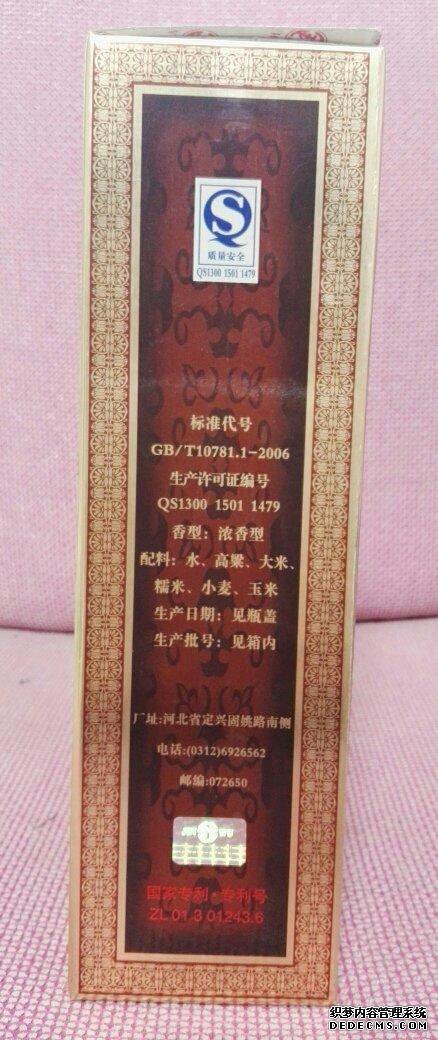 质量安全
QS1300 1501 1479
标准代号
GB/T10781.1-2006
生产许可证编号
QS1300 1501 1479
香型：浓香型
配料：水、高粱、大米、
糯米、小麦、玉米
生产日期：见瓶盖
生产批号：见箱内
厂址:河北省定兴固姚路南侧
电话:(0312)6926562
邮编:072650
国家专利·专利号
ZL 01 3 01243.6
织梦内容管理系统
DEDECMS.COM